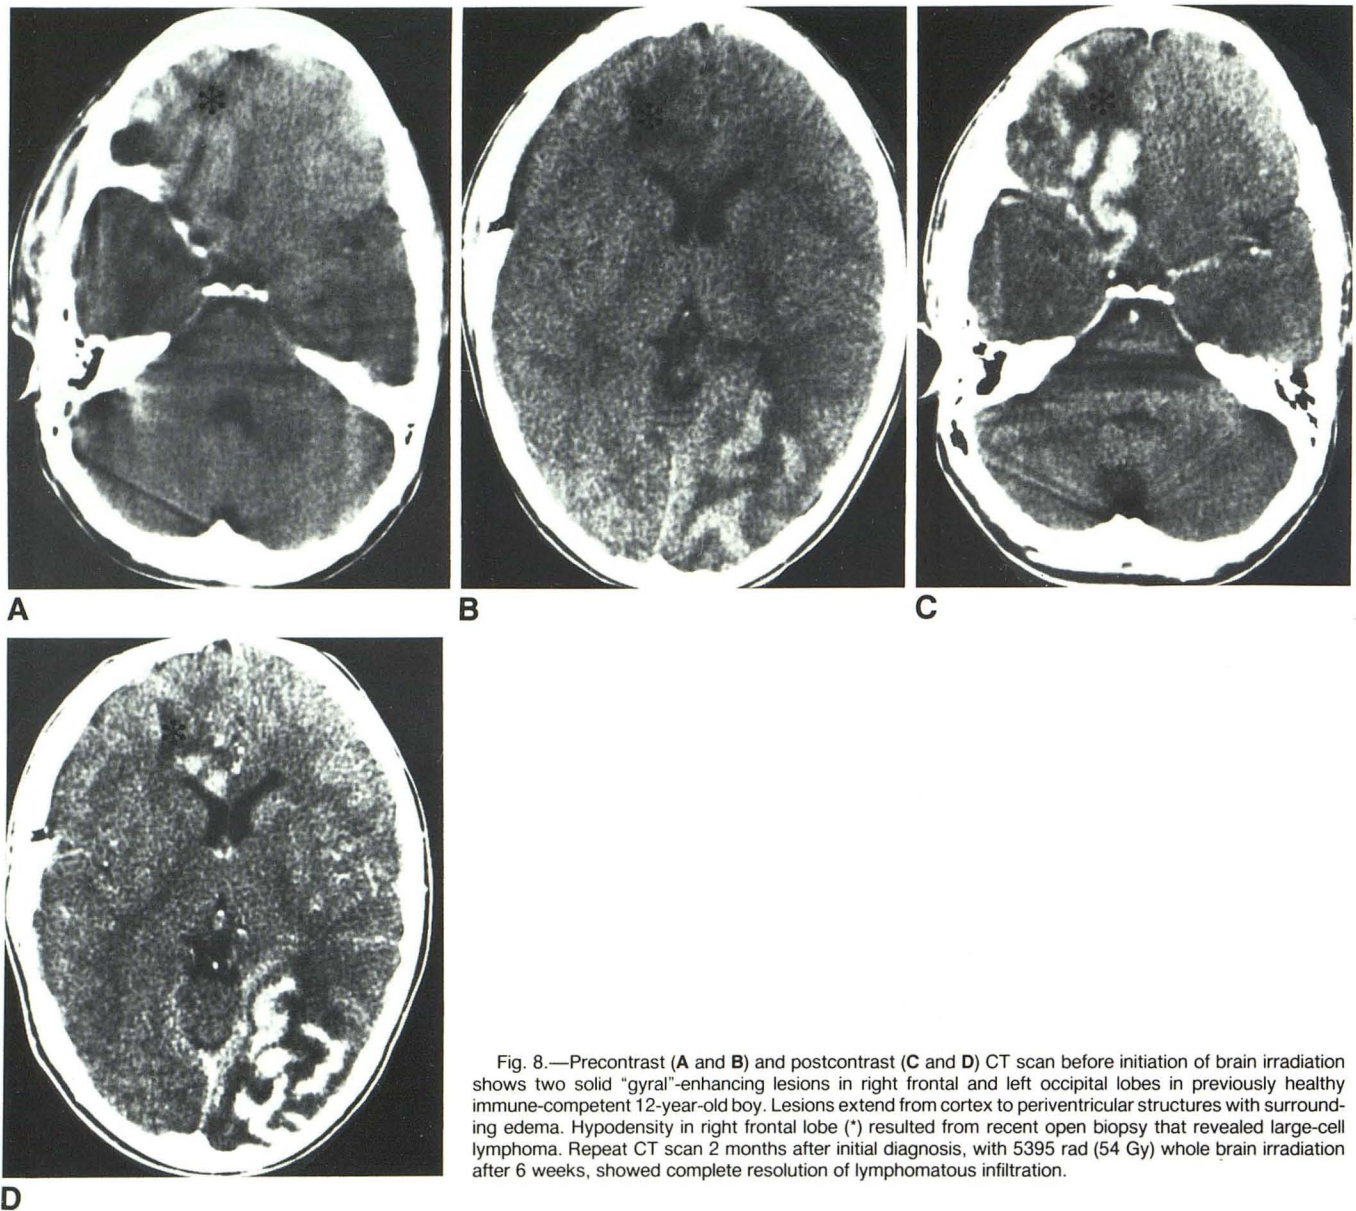 A
B
C
D
Fig. 8.—Precontrast (A and B) and postcontrast (C and D) CT scan before initiation of brain irradiation
shows two solid "gyral"-enhancing lesions in right frontal and left occipital lobes in previously healthy
immune-competent 12-year-old boy. Lesions extend from cortex to periventricular structures with surround-
ing edema. Hypodensity in right frontal lobe (*) resulted from recent open biopsy that revealed large-cell
lymphoma. Repeat CT scan 2 months after initial diagnosis, with 5395 rad (54 Gy) whole brain irradiation
after 6 weeks, showed complete resolution of lymphomatous infiltration.